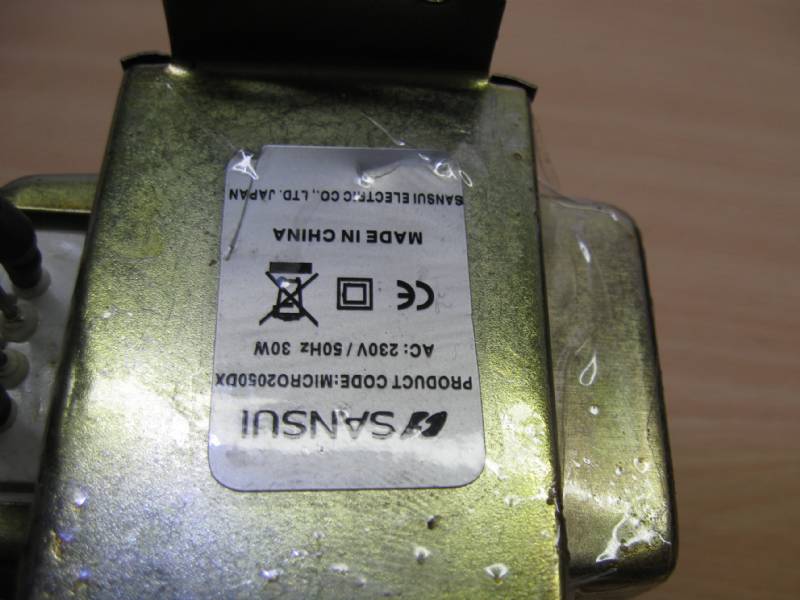 SANSUI
PRODUCT CODE:MICRO2050DX
AC: 230V / 50Hz 30W
CE
MADE IN CHINA
SANSUI ELECTRIC CO., LTD. JAPAN